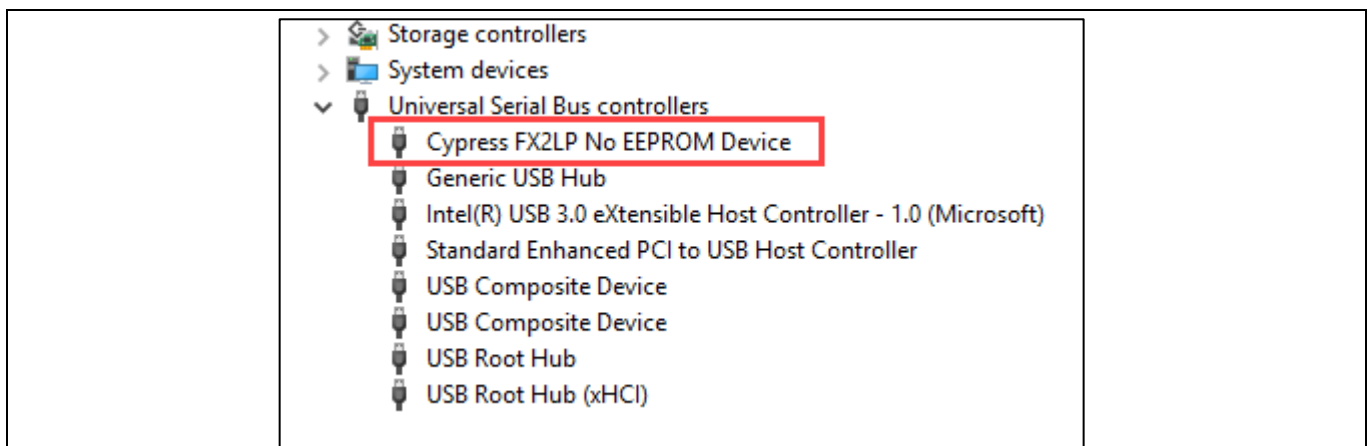 Storage controllers
System devices
Universal Serial Bus controllers
Cypress FX2LP No EEPROM Device
Generic USB Hub
Intel(R) USB 3.0 eXtensible Host Controller - 1.0 (Microsoft)
Standard Enhanced PCI to USB Host Controller
USB Composite Device
USB Composite Device
USB Root Hub
USB Root Hub (xHCI)